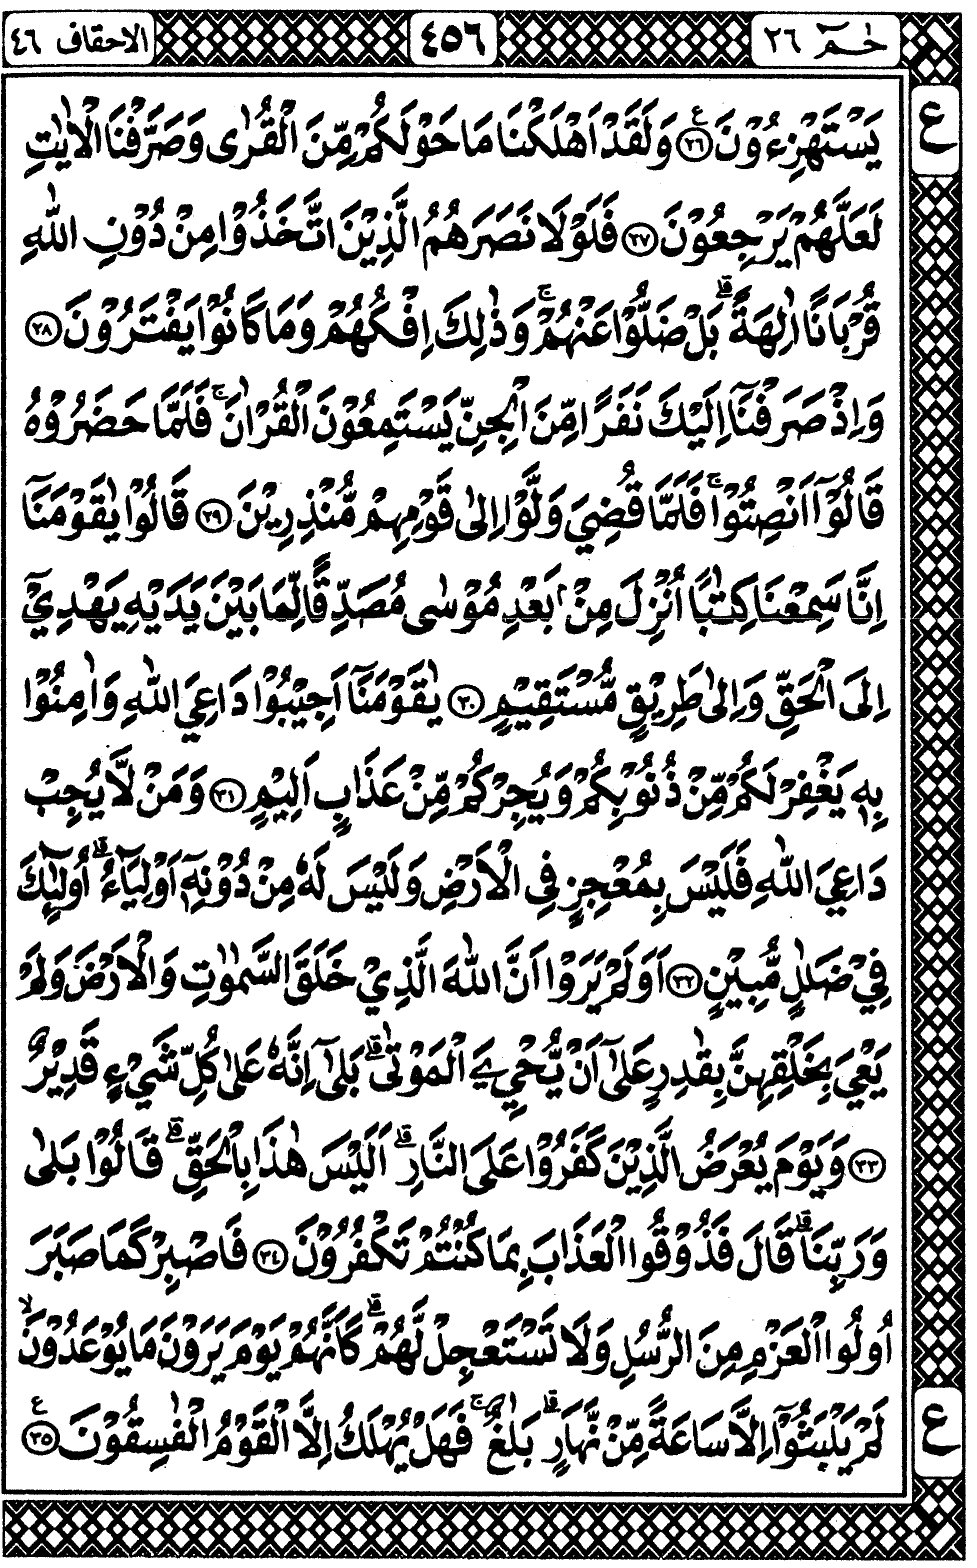 حٰمٓ ٢٦ ٤٥٦ الاحقاف ٤٦
يَسْتَهْزِءُوْنَ ﴿٢٦﴾ وَلَقَدْ اَهْلَكْنَا مَا حَوْلَكُمْ مِّنَ الْقُرٰى وَصَرَّفْنَا الْاٰيٰتِ
لَعَلَّهُمْ يَرْجِعُوْنَ ﴿٢٧﴾ فَلَوْلَا نَصَرَهُمُ الَّذِيْنَ اتَّخَذُوْا مِنْ دُوْنِ اللّٰهِ
قُرْبَانًا اٰلِهَةً ؕ بَلْ ضَلُّوْا عَنْهُمْ ۚ وَذٰلِكَ اِفْكُهُمْ وَمَا كَانُوْا يَفْتَرُوْنَ ﴿٢٨﴾
وَاِذْ صَرَفْنَاۤ اِلَيْكَ نَفَرًا مِّنَ الْجِنِّ يَسْتَمِعُوْنَ الْقُرْاٰنَ ۚ فَلَمَّا حَضَرُوْهُ
قَالُوْۤا اَنْصِتُوْا ۚ فَلَمَّا قُضِيَ وَلَّوْا اِلٰى قَوْمِهِمْ مُّنْذِرِيْنَ ﴿٢٩﴾ قَالُوْا يٰقَوْمَنَاۤ
اِنَّا سَمِعْنَا كِتٰبًا اُنْزِلَ مِنْۢ بَعْدِ مُوْسٰى مُصَدِّقًا لِّمَا بَيْنَ يَدَيْهِ يَهْدِيْۤ
اِلَى الْحَقِّ وَاِلٰى طَرِيْقٍ مُّسْتَقِيْمٍ ﴿٣٠﴾ يٰقَوْمَنَاۤ اَجِيْبُوْا دَاعِيَ اللّٰهِ وَاٰمِنُوْا
بِهٖ يَغْفِرْ لَكُمْ مِّنْ ذُنُوْبِكُمْ وَيُجِرْكُمْ مِّنْ عَذَابٍ اَلِيْمٍ ﴿٣١﴾ وَمَنْ لَّا يُجِبْ
دَاعِيَ اللّٰهِ فَلَيْسَ بِمُعْجِزٍ فِي الْاَرْضِ وَلَيْسَ لَهٗ مِنْ دُوْنِهٖۤ اَوْلِيَآءُ ؕ اُولٰٓئِكَ
فِيْ ضَلٰلٍ مُّبِيْنٍ ﴿٣٢﴾ اَوَلَمْ يَرَوْا اَنَّ اللّٰهَ الَّذِيْ خَلَقَ السَّمٰوٰتِ وَالْاَرْضَ وَلَمْ
يَعْيَ بِخَلْقِهِنَّ بِقٰدِرٍ عَلٰۤى اَنْ يُّحْيِۦَ الْمَوْتٰى ؕ بَلٰۤى اِنَّهٗ عَلٰى كُلِّ شَيْءٍ قَدِيْرٌ
﴿٣٣﴾ وَيَوْمَ يُعْرَضُ الَّذِيْنَ كَفَرُوْا عَلَى النَّارِ ؕ اَلَيْسَ هٰذَا بِالْحَقِّ ؕ قَالُوْا بَلٰى
وَرَبِّنَا ؕ قَالَ فَذُوْقُوا الْعَذَابَ بِمَا كُنْتُمْ تَكْفُرُوْنَ ﴿٣٤﴾ فَاصْبِرْ كَمَا صَبَرَ
اُولُوا الْعَزْمِ مِنَ الرُّسُلِ وَلَا تَسْتَعْجِلْ لَّهُمْ ؕ كَاَنَّهُمْ يَوْمَ يَرَوْنَ مَا يُوْعَدُوْنَ ۙ
لَمْ يَلْبَثُوْۤا اِلَّا سَاعَةً مِّنْ نَّهَارٍ ؕ بَلٰغٌ ۚ فَهَلْ يُهْلَكُ اِلَّا الْقَوْمُ الْفٰسِقُوْنَ ﴿٣٥﴾
ع
ع